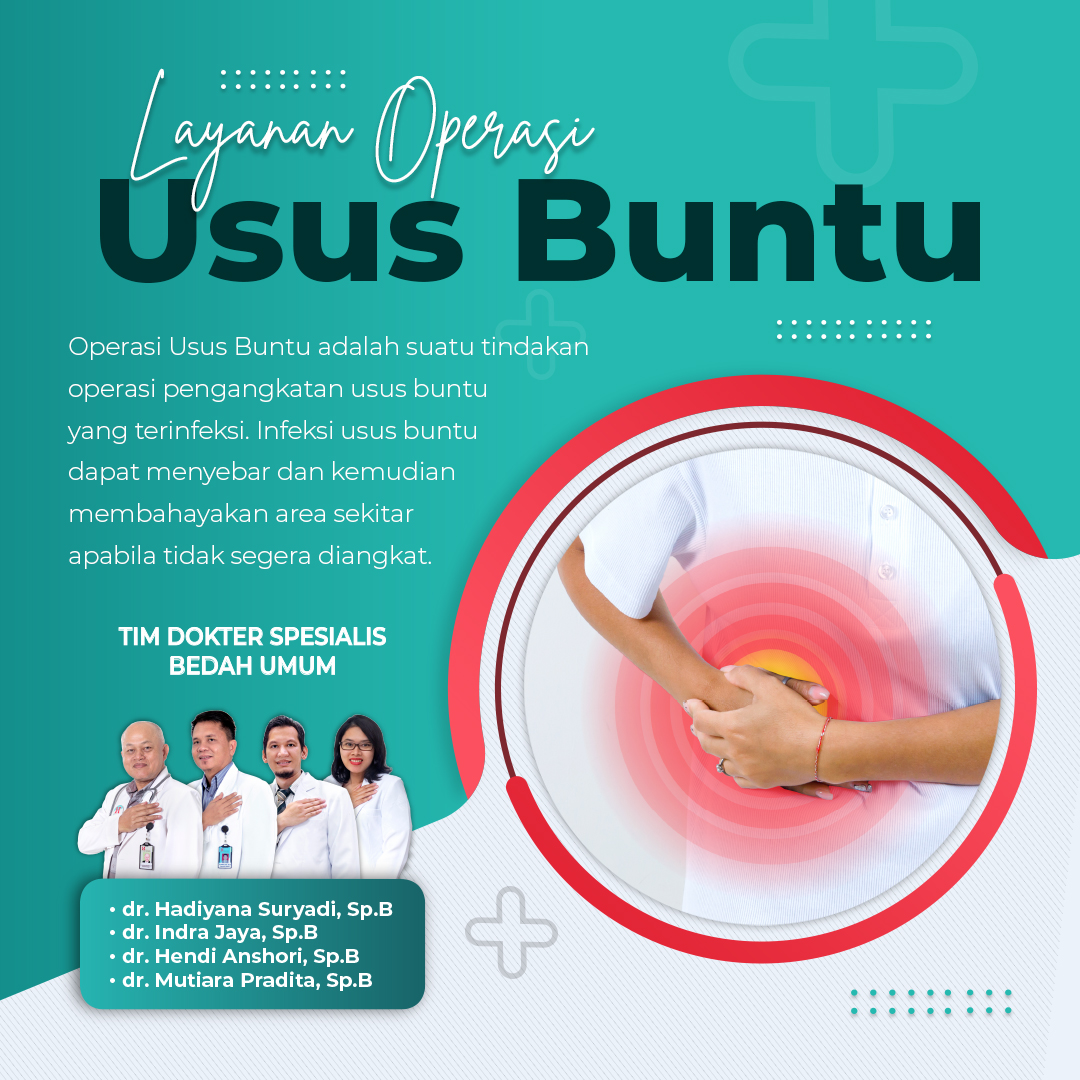 Layanan Operasi
Usus Buntu
Operasi Usus Buntu adalah suatu tindakan
operasi pengangkatan usus buntu
yang terinfeksi. Infeksi usus buntu
dapat menyebar dan kemudian
membahayakan area sekitar
apabila tidak segera diangkat.
TIM DOKTER SPESIALIS
BEDAH UMUM
• dr. Hadiyana Suryadi, Sp.B
• dr. Indra Jaya, Sp.B
• dr. Hendi Anshori, Sp.B
• dr. Mutiara Pradita, Sp.B